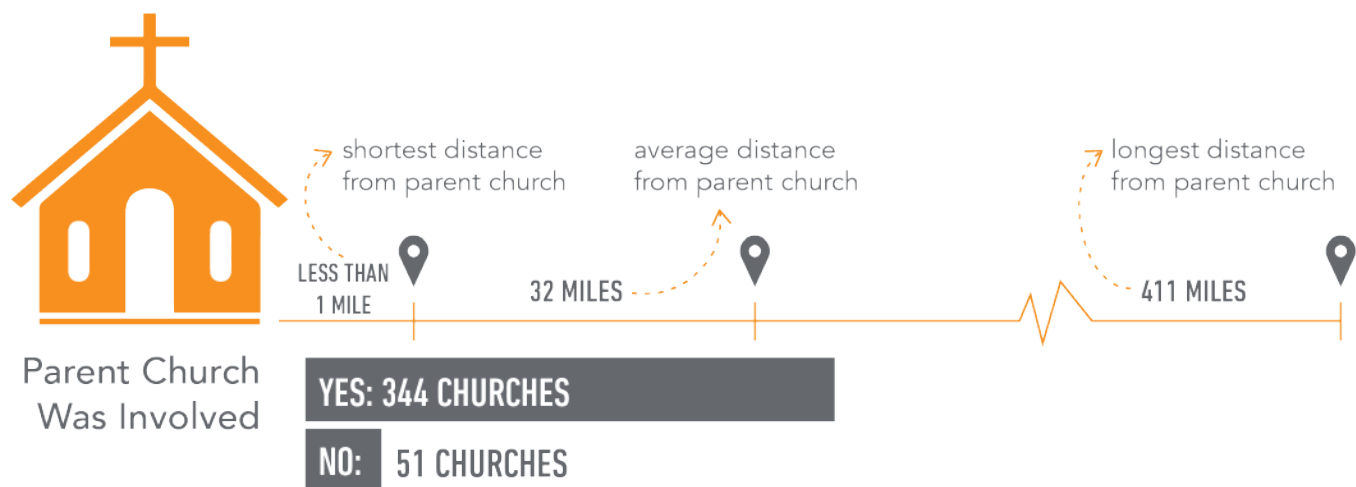 shortest distance
from parent church
average distance
from parent church
longest distance
from parent church
LESS THAN
1 MILE
32 MILES
411 MILES
Parent Church
Was Involved
YES: 344 CHURCHES
NO: 51 CHURCHES